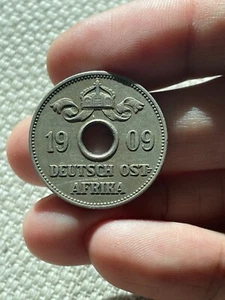 19 09
DEUTSCH OST-
AFRIKA